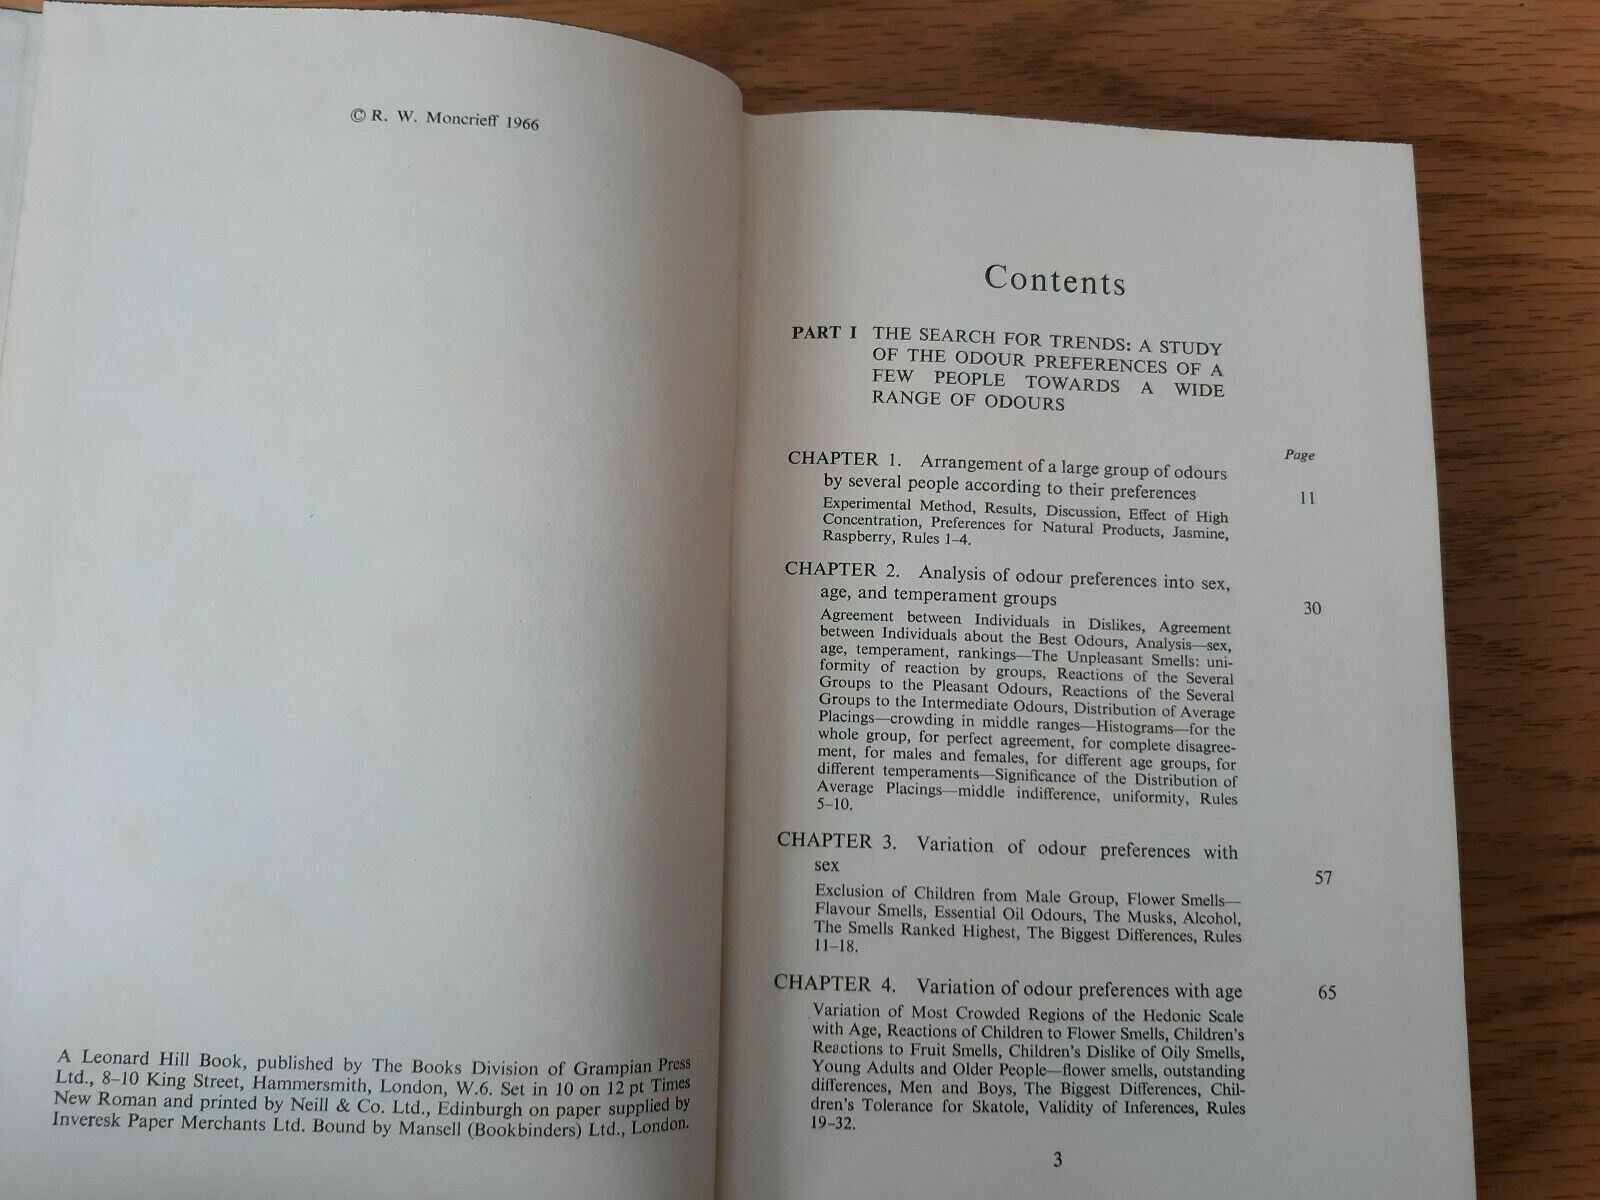 © R. W. Moncrieff 1966
A Leonard Hill Book, published by The Books Division of Grampian Press
Ltd., 8–10 King Street, Hammersmith, London, W.6. Set in 10 on 12 pt Times
New Roman and printed by Neill & Co. Ltd., Edinburgh on paper supplied by
Inveresk Paper Merchants Ltd. Bound by Mansell (Bookbinders) Ltd., London.
Contents
PART I THE SEARCH FOR TRENDS: A STUDY
OF THE ODOUR PREFERENCES OF A
FEW PEOPLE TOWARDS A WIDE
RANGE OF ODOURS
Page
CHAPTER 1. Arrangement of a large group of odours
by several people according to their preferences 11
Experimental Method, Results, Discussion, Effect of High
Concentration, Preferences for Natural Products, Jasmine,
Raspberry, Rules 1–4.
CHAPTER 2. Analysis of odour preferences into sex,
age, and temperament groups 30
Agreement between Individuals in Dislikes, Agreement
between Individuals about the Best Odours, Analysis—sex,
age, temperament, rankings—The Unpleasant Smells: uni-
formity of reaction by groups, Reactions of the Several
Groups to the Pleasant Odours, Reactions of the Several
Groups to the Intermediate Odours, Distribution of Average
Placings—crowding in middle ranges—Histograms—for the
whole group, for perfect agreement, for complete disagree-
ment, for males and females, for different age groups, for
different temperaments—Significance of the Distribution of
Average Placings—middle indifference, uniformity, Rules
5–10.
CHAPTER 3. Variation of odour preferences with
sex 57
Exclusion of Children from Male Group, Flower Smells—
Flavour Smells, Essential Oil Odours, The Musks, Alcohol,
The Smells Ranked Highest, The Biggest Differences, Rules
11–18.
CHAPTER 4. Variation of odour preferences with age 65
Variation of Most Crowded Regions of the Hedonic Scale
with Age, Reactions of Children to Flower Smells, Children's
Reactions to Fruit Smells, Children's Dislike of Oily Smells,
Young Adults and Older People—flower smells, outstanding
differences, Men and Boys, The Biggest Differences, Chil-
dren's Tolerance for Skatole, Validity of Inferences, Rules
19–32.
3